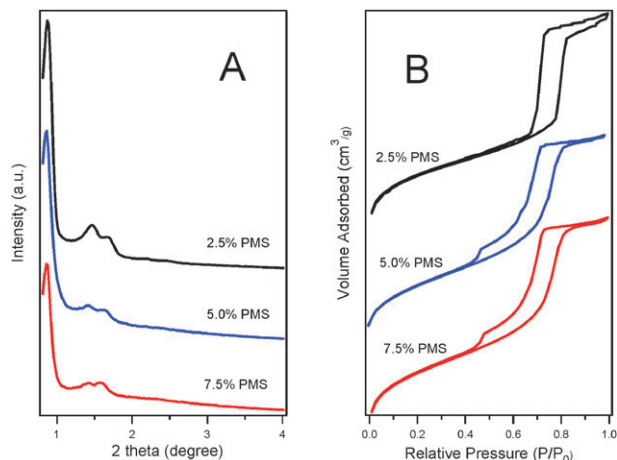 A
2.5% PMS
5.0% PMS
7.5% PMS
Intensity (a.u.)
1 2 3 4
2 theta (degree)
B
2.5% PMS
5.0% PMS
7.5% PMS
Volume Adsorbed (cm³/g)
0.0 0.2 0.4 0.6 0.8 1.0
Relative Pressure (P/P₀)